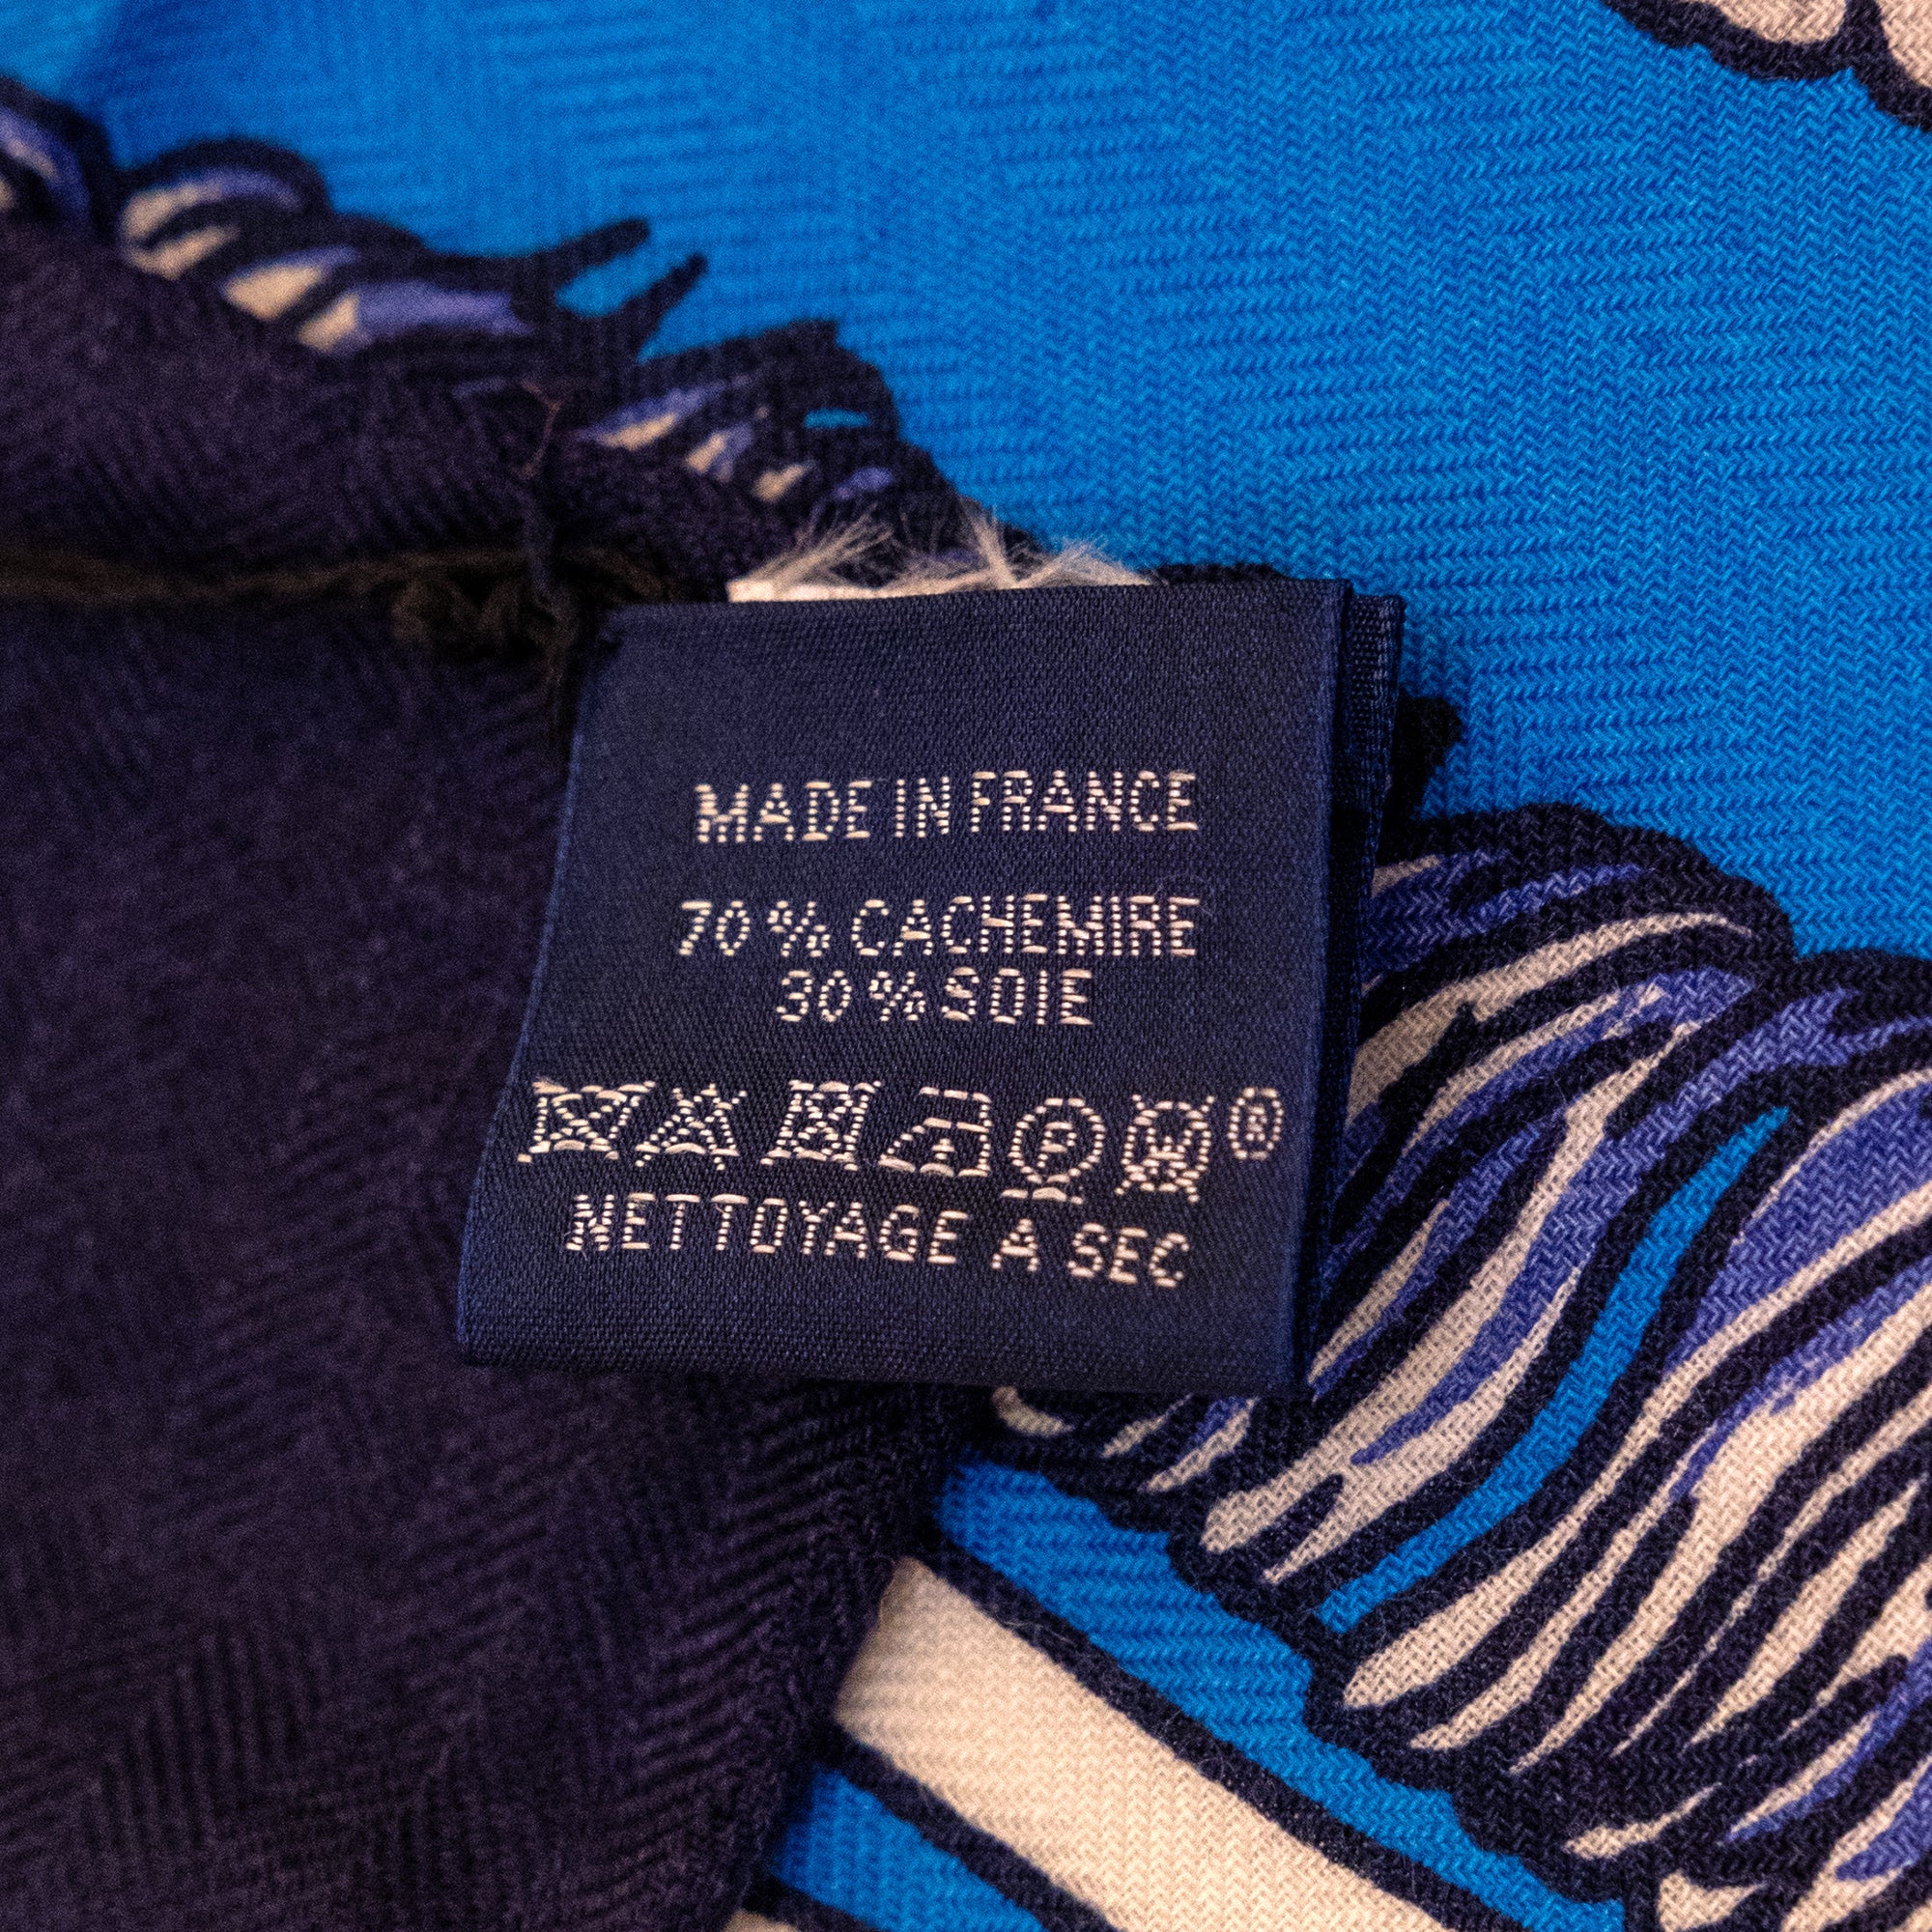 MADE IN FRANCE
70 % CACHEMIRE
30 % SOIE
P W ®
NETTOYAGE A SEC